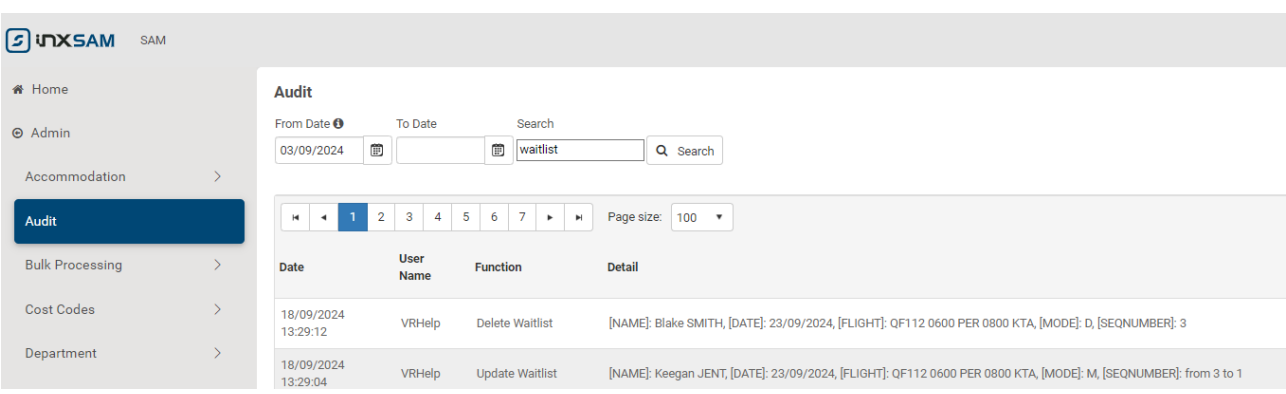 inxsam SAM
Home
Admin
Accommodation
Audit
Bulk Processing
Cost Codes
Department
Audit
From Date To Date Search
03/09/2024 waitlist Search
1 2 3 4 5 6 7 Page size: 100
Date User Name Function Detail
18/09/2024 13:29:12 VRHelp Delete Waitlist [NAME]: Blake SMITH, [DATE]: 23/09/2024, [FLIGHT]: QF112 0600 PER 0800 KTA, [MODE]: D, [SEQNUMBER]: 3
18/09/2024 13:29:04 VRHelp Update Waitlist [NAME]: Keegan JENT, [DATE]: 23/09/2024, [FLIGHT]: QF112 0600 PER 0800 KTA, [MODE]: M, [SEQNUMBER]: from 3 to 1